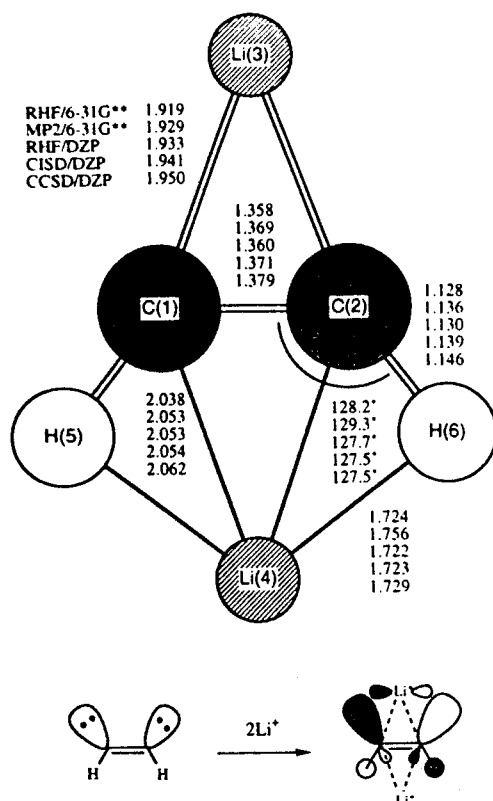 Li(3)
RHF/6-31G** 1.919
MP2/6-31G** 1.929
RHF/DZP 1.933
CISD/DZP 1.941
CCSD/DZP 1.950
1.358
1.369
1.360
1.371
1.379
C(1)
C(2)
1.128
1.136
1.130
1.139
1.146
H(5)
2.038
2.053
2.053
2.054
2.062
128.2°
129.3°
127.7°
127.5°
127.5°
H(6)
1.724
1.756
1.722
1.723
1.729
Li(4)
2Li⁺
H H
Li
Li⁺